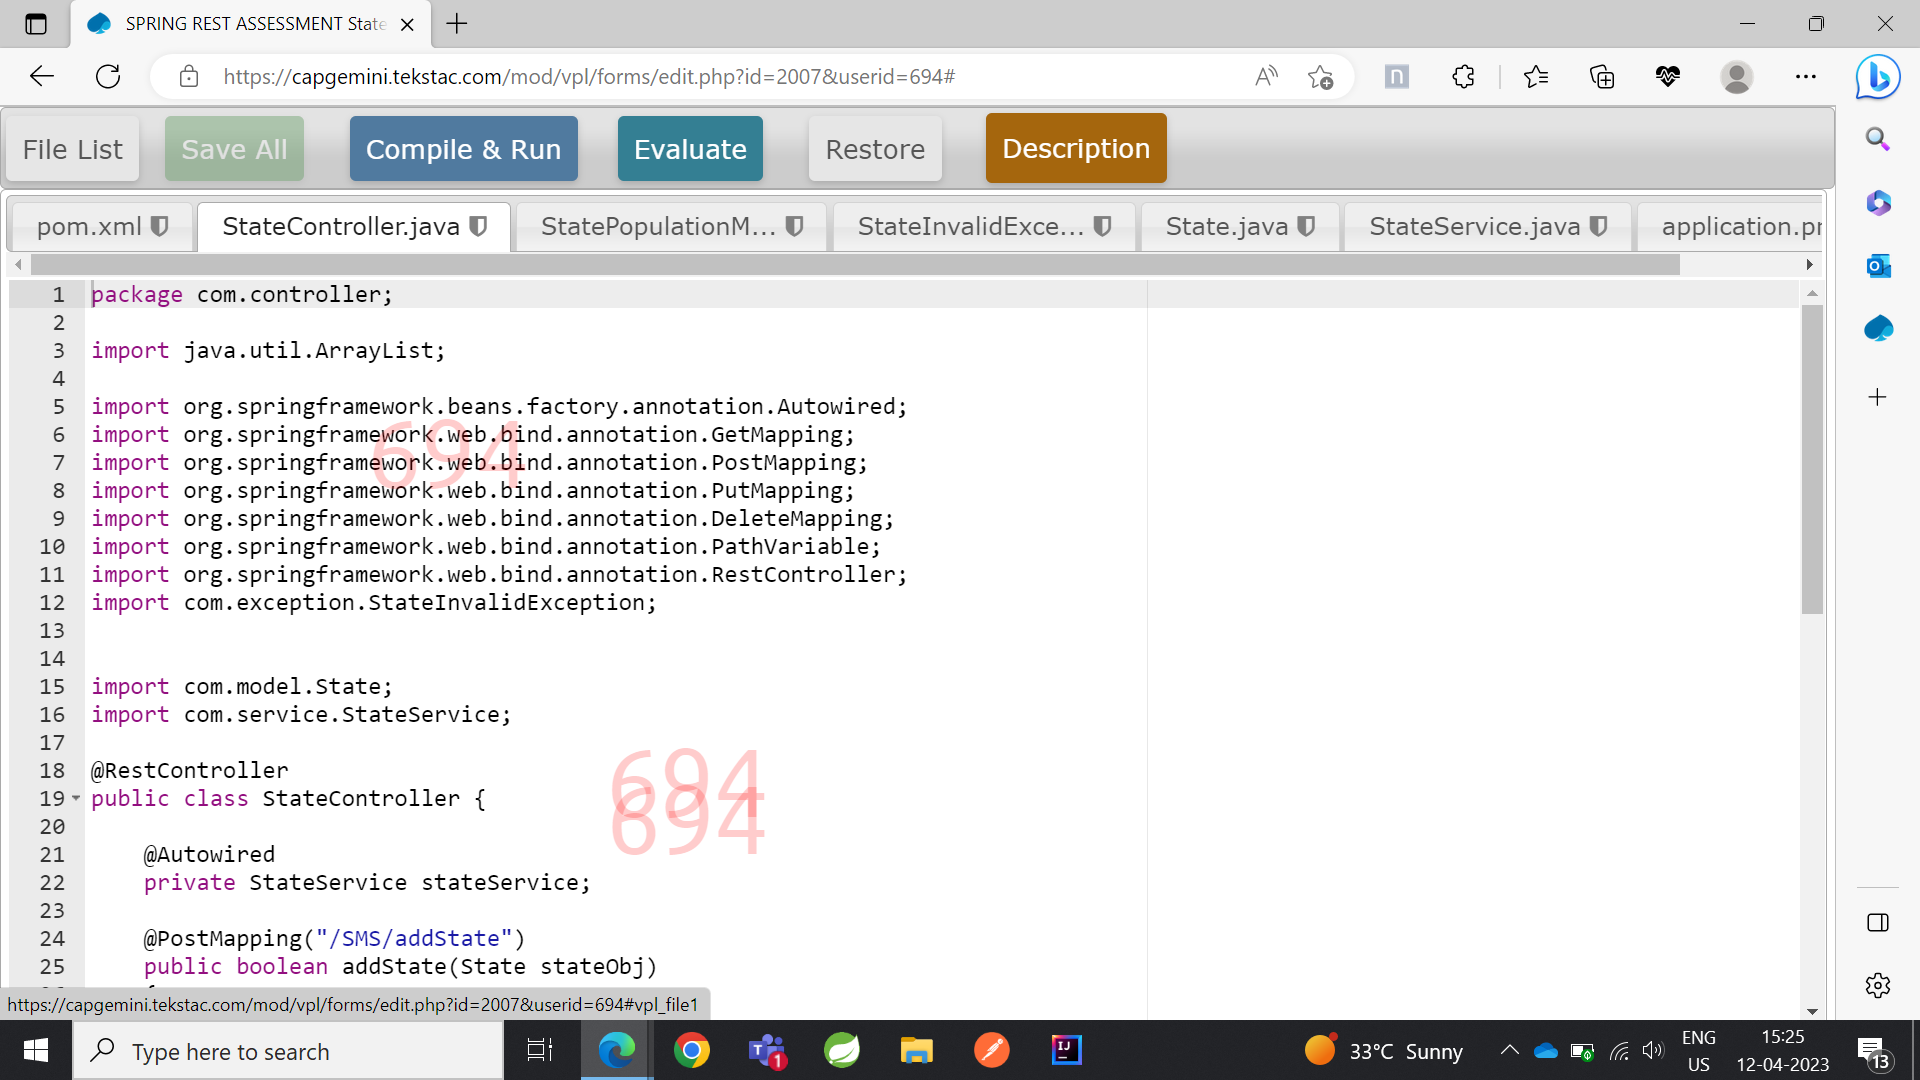 SPRING REST ASSESSMENT State
https://capgemini.tekstac.com/mod/vpl/forms/edit.php?id=2007&userid=694#
File List
Save All
Compile & Run
Evaluate
Restore
Description
pom.xml
StateController.java
StatePopulationM...
StateInvalidExce...
State.java
StateService.java
application.pr
1 package com.controller;
2
3 import java.util.ArrayList;
4
5 import org.springframework.beans.factory.annotation.Autowired;
6 import org.springframework.web.bind.annotation.GetMapping;
7 import org.springframework.web.bind.annotation.PostMapping;
8 import org.springframework.web.bind.annotation.PutMapping;
9 import org.springframework.web.bind.annotation.DeleteMapping;
10 import org.springframework.web.bind.annotation.PathVariable;
11 import org.springframework.web.bind.annotation.RestController;
12 import com.exception.StateInvalidException;
13
14
15 import com.model.State;
16 import com.service.StateService;
17
18 @RestController
19 public class StateController {
20
21 @Autowired
22 private StateService stateService;
23
24 @PostMapping("/SMS/addState")
25 public boolean addState(State stateObj)
694
694
694
https://capgemini.tekstac.com/mod/vpl/forms/edit.php?id=2007&userid=694#vpl_file1
Type here to search
1
33°C Sunny
ENG
US
15:25
12-04-2023
13